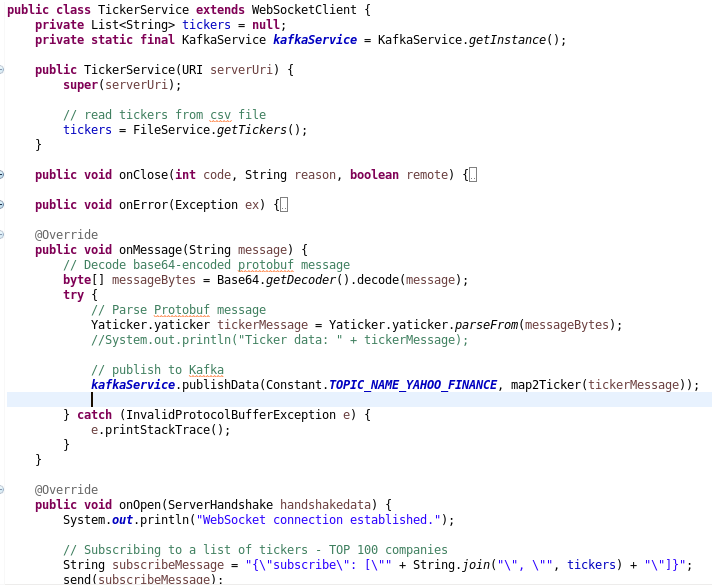 public class TickerService extends WebSocketClient {
    private List<String> tickers = null;
    private static final KafkaService kafkaService = KafkaService.getInstance();

    public TickerService(URI serverUri) {
        super(serverUri);

        // read tickers from csv file
        tickers = FileService.getTickers();
    }

    public void onClose(int code, String reason, boolean remote) {

    public void onError(Exception ex) {

    @Override
    public void onMessage(String message) {
        // Decode base64-encoded protobuf message
        byte[] messageBytes = Base64.getDecoder().decode(message);
        try {
            // Parse Protobuf message
            Yaticker.yaticker tickerMessage = Yaticker.yaticker.parseFrom(messageBytes);
            //System.out.println("Ticker data: " + tickerMessage);

            // publish to Kafka
            kafkaService.publishData(Constant.TOPIC_NAME_YAHOO_FINANCE, map2Ticker(tickerMessage));

        } catch (InvalidProtocolBufferException e) {
            e.printStackTrace();
        }
    }

    @Override
    public void onOpen(ServerHandshake handshakedata) {
        System.out.println("WebSocket connection established.");

        // Subscribing to a list of tickers - TOP 100 companies
        String subscribeMessage = "{\"subscribe\": [\"" + String.join("\", \"", tickers) + "\"]}";
        send(subscribeMessage);